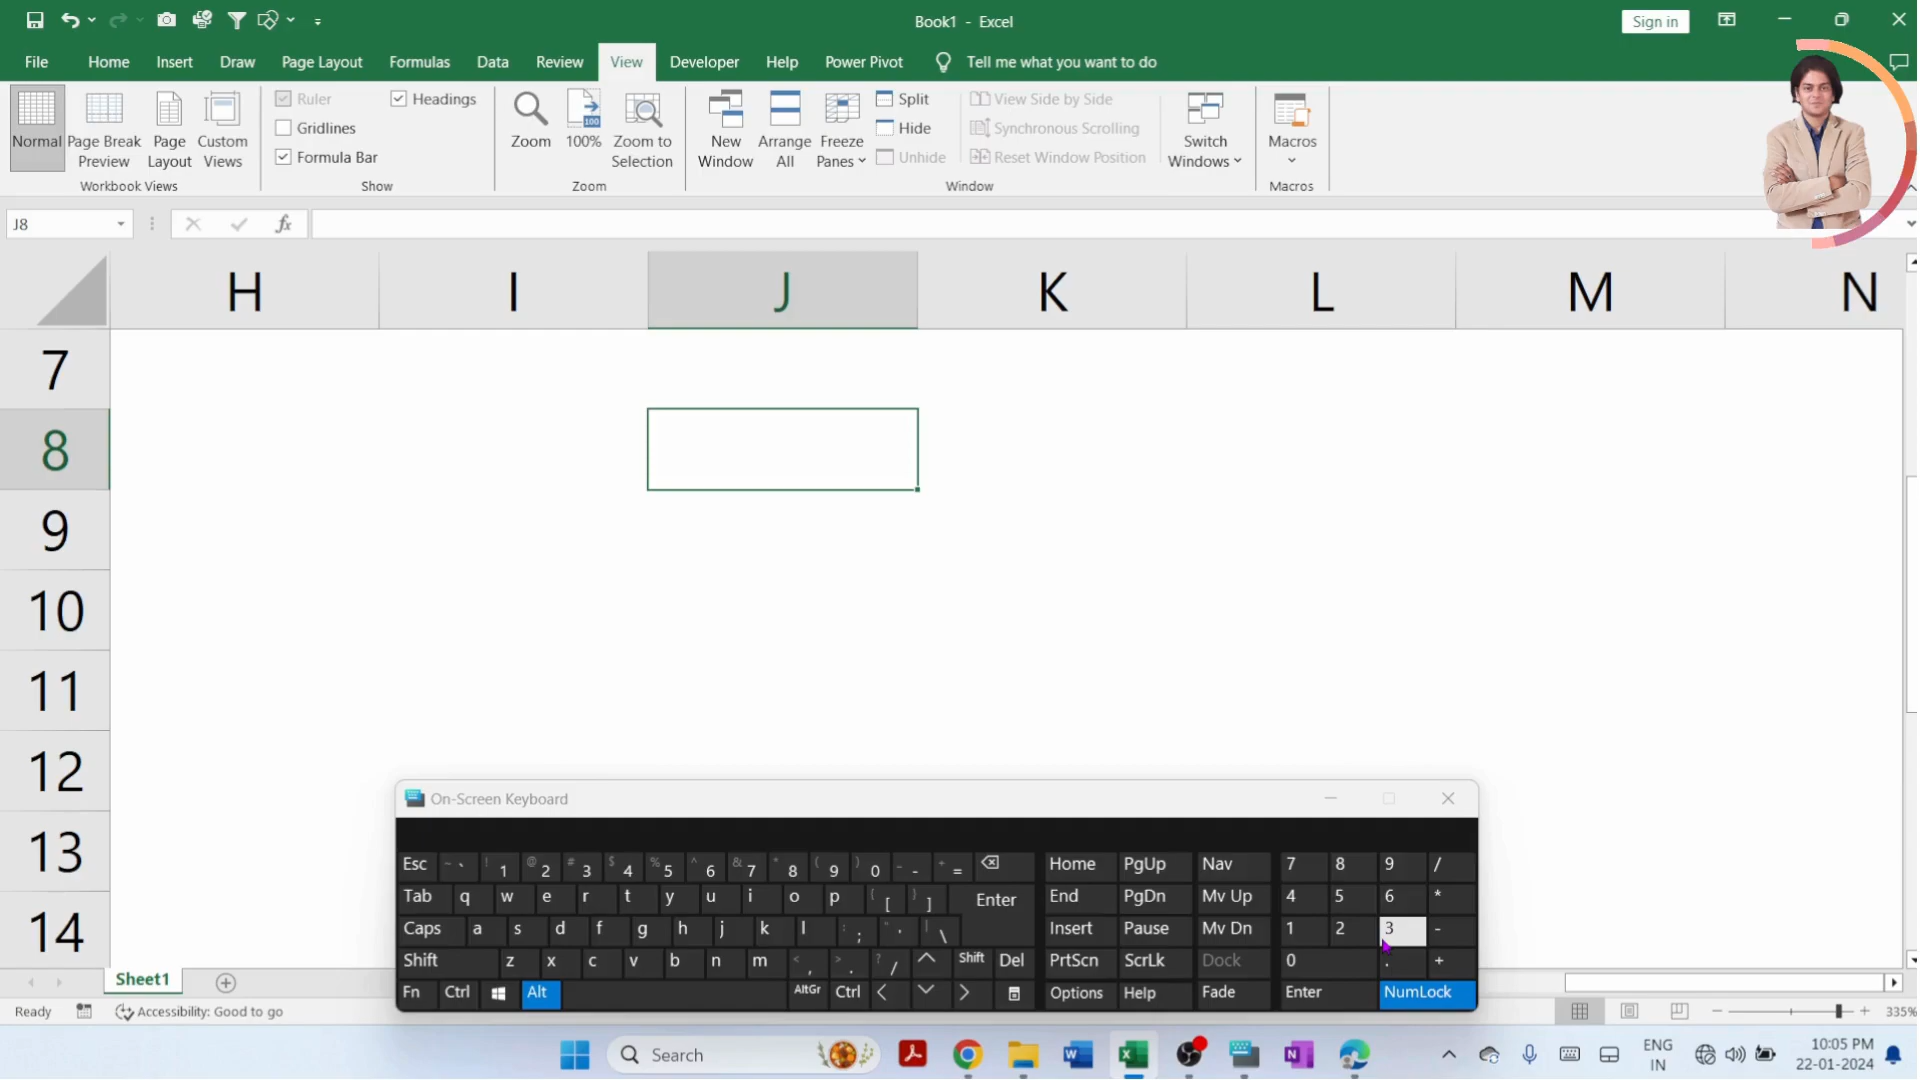 Book1 - Excel
Sign in
File Home Insert Draw Page Layout Formulas Data Review View Developer Help Power Pivot Tell me what you want to do
Normal
Page Break Preview
Page Layout
Custom Views
Workbook Views
Ruler
Gridlines
Formula Bar
Headings
Show
Zoom
100
100%
Zoom to Selection
Zoom
New Window
Arrange All
Freeze Panes
Split
Hide
Unhide
View Side by Side
Synchronous Scrolling
Reset Window Position
Window
Switch Windows
Macros
Macros
J8
fx
H I J K L M N
7
8
9
10
11
12
13
14
On-Screen Keyboard
Esc ~ ` ! 1 @ 2 # 3 $ 4 % 5 ^ 6 & 7 * 8 ( 9 ) 0 _ - + = Home PgUp Nav 7 8 9 /
Tab q w e r t y u i o p { [ } ] Enter End PgDn Mv Up 4 5 6 *
Caps a s d f g h j k l : ; " ' | \ Insert Pause Mv Dn 1 2 3 -
Shift z x c v b n m < , > . ? / Shift Del PrtScn ScrLk Dock 0 . +
Fn Ctrl Alt AltGr Ctrl Options Help Fade Enter NumLock
Sheet1
Ready Accessibility: Good to go 335%
Search
ENG
IN
10:05 PM
22-01-2024